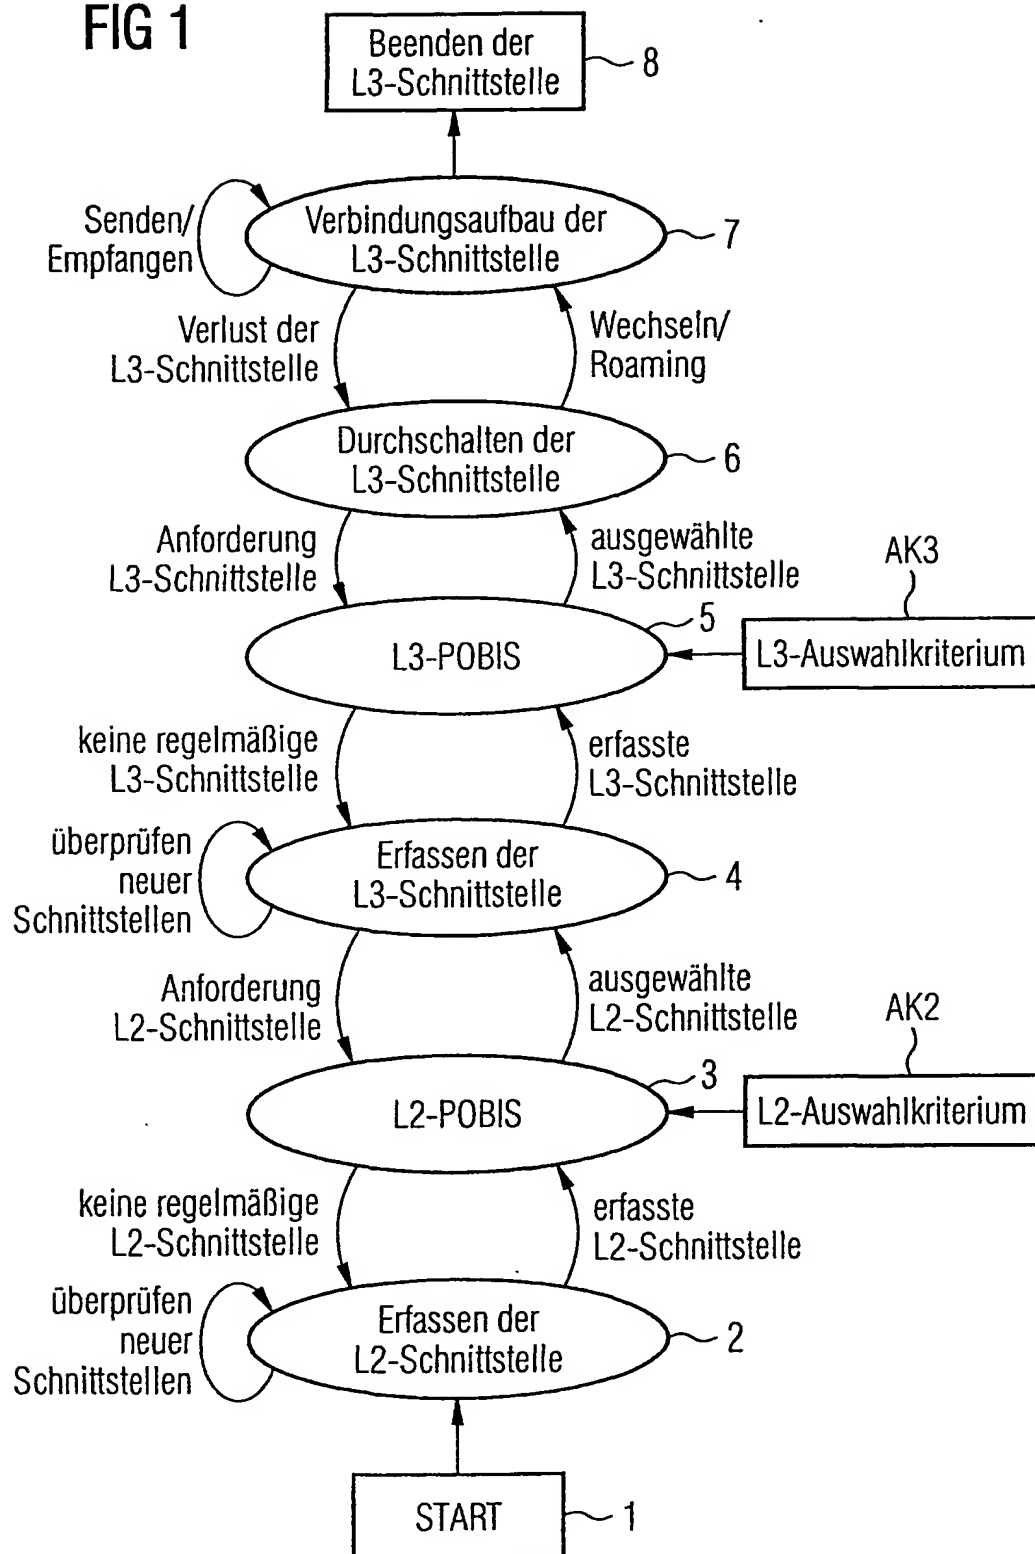 FIG 1
Beenden der
L3-Schnittstelle
8
Senden/
Empfangen
Verbindungsaufbau der
L3-Schnittstelle
7
Verlust der
L3-Schnittstelle
Wechseln/
Roaming
Durchschalten der
L3-Schnittstelle
6
Anforderung
L3-Schnittstelle
ausgewählte
L3-Schnittstelle
AK3
5
L3-POBIS
L3-Auswahlkriterium
keine regelmäßige
L3-Schnittstelle
erfasste
L3-Schnittstelle
überprüfen
neuer
Schnittstellen
Erfassen der
L3-Schnittstelle
4
Anforderung
L2-Schnittstelle
ausgewählte
L2-Schnittstelle
AK2
3
L2-POBIS
L2-Auswahlkriterium
keine regelmäßige
L2-Schnittstelle
erfasste
L2-Schnittstelle
überprüfen
neuer
Schnittstellen
Erfassen der
L2-Schnittstelle
2
START
1